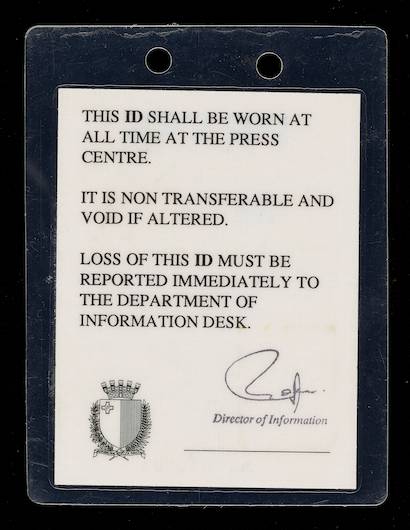 THIS ID SHALL BE WORN AT
ALL TIME AT THE PRESS
CENTRE.
IT IS NON TRANSFERABLE AND
VOID IF ALTERED.
LOSS OF THIS ID MUST BE
REPORTED IMMEDIATELY TO
THE DEPARTMENT OF
INFORMATION DESK.
Director of Information